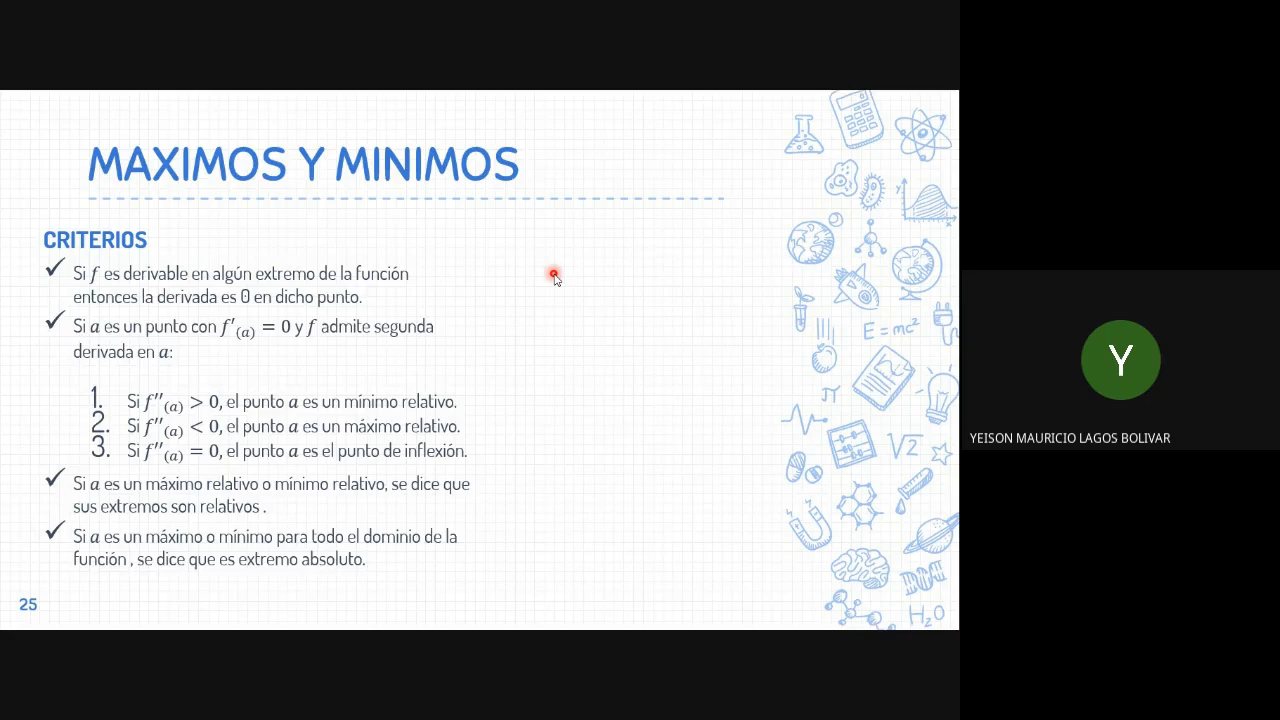 MAXIMOS Y MINIMOS
CRITERIOS
✓ Si f es derivable en algún extremo de la función
entonces la derivada es 0 en dicho punto.
✓ Si a es un punto con f′(a) = 0 y f admite segunda
derivada en a:
1. Si f″(a) > 0, el punto a es un mínimo relativo.
2. Si f″(a) < 0, el punto a es un máximo relativo.
3. Si f″(a) = 0, el punto a es el punto de inflexión.
✓ Si a es un máximo relativo o mínimo relativo, se dice que
sus extremos son relativos .
✓ Si a es un máximo o mínimo para todo el dominio de la
función , se dice que es extremo absoluto.
25
y
x
E = mc²
π
√2
H₂O
Y
YEISON MAURICIO LAGOS BOLIVAR